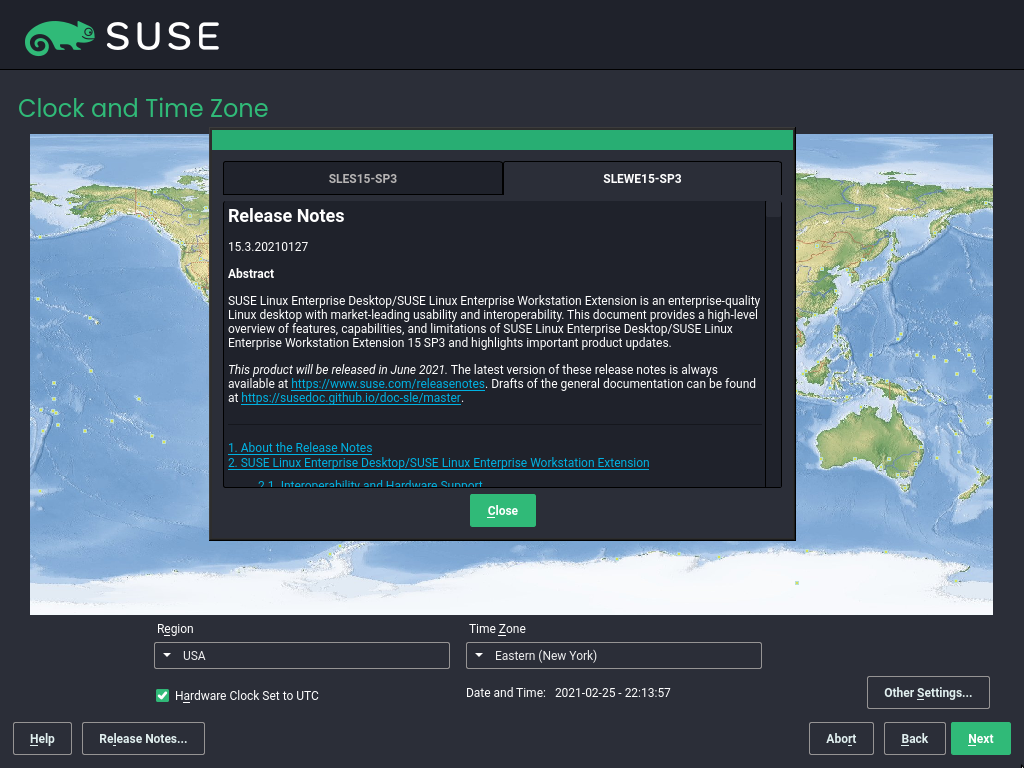 SUSE
Clock and Time Zone
SLES15-SP3
SLEWE15-SP3
Release Notes
15.3.20210127
Abstract
SUSE Linux Enterprise Desktop/SUSE Linux Enterprise Workstation Extension is an enterprise-quality
Linux desktop with market-leading usability and interoperability. This document provides a high-level
overview of features, capabilities, and limitations of SUSE Linux Enterprise Desktop/SUSE Linux
Enterprise Workstation Extension 15 SP3 and highlights important product updates.
This product will be released in June 2021. The latest version of these release notes is always
available at https://www.suse.com/releasenotes. Drafts of the general documentation can be found
at https://susedoc.github.io/doc-sle/master.
1. About the Release Notes
2. SUSE Linux Enterprise Desktop/SUSE Linux Enterprise Workstation Extension
2.1. Interoperability and Hardware Support
Close
Region
Time Zone
USA
Eastern (New York)
Hardware Clock Set to UTC
Date and Time: 2021-02-25 - 22:13:57
Other Settings...
Help
Release Notes...
Abort
Back
Next